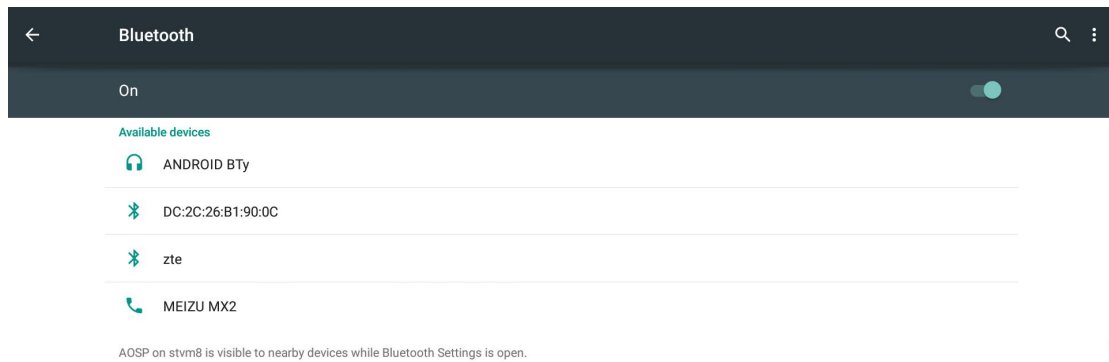 Bluetooth
On
Available devices
ANDROID BTy
DC:2C:26:B1:90:0C
zte
MEIZU MX2
AOSP on stvm8 is visible to nearby devices while Bluetooth Settings is open.